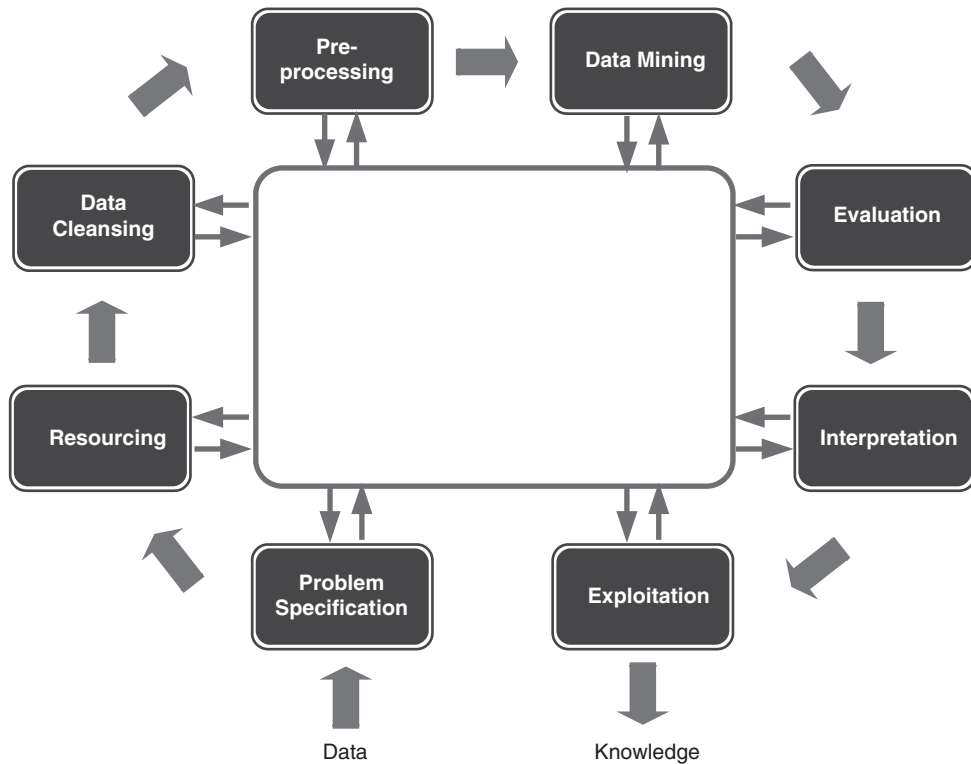 Pre-
processing
Data Mining
Data
Cleansing
Evaluation
Resourcing
Interpretation
Problem
Specification
Exploitation
Data
Knowledge